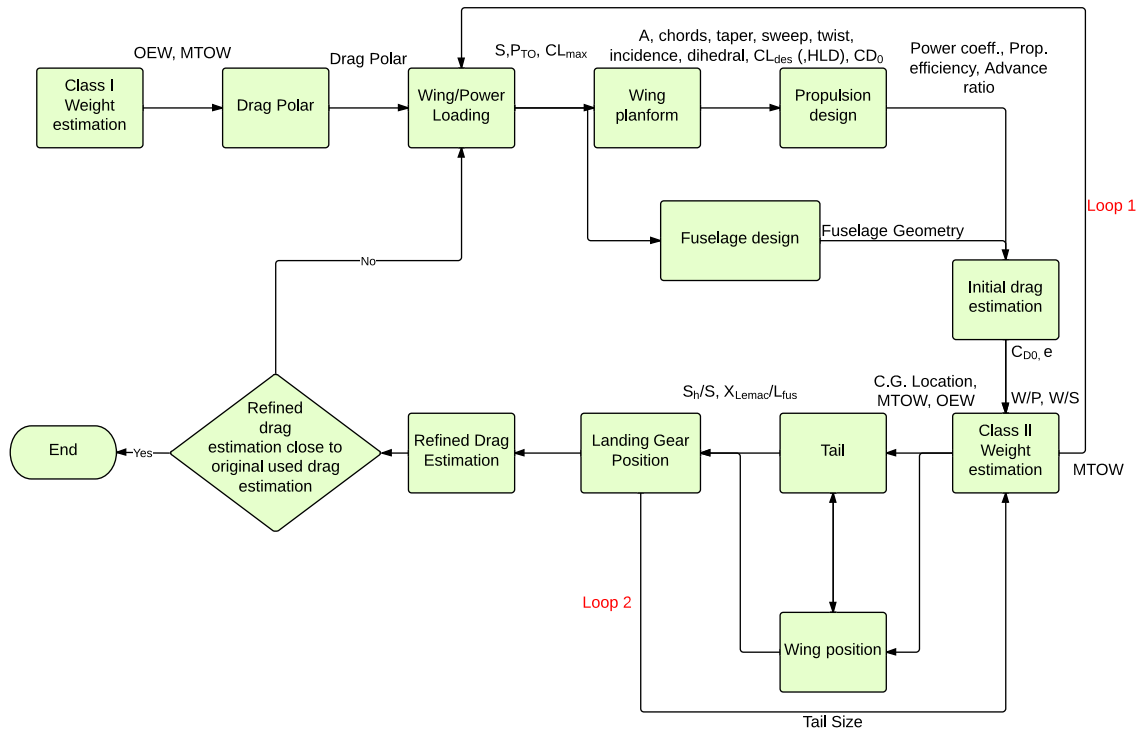 OEW, MTOW
Drag Polar
S,P_TO, CL_max
A, chords, taper, sweep, twist,
incidence, dihedral, CL_des (,HLD), CD_0
Power coeff., Prop.
efficiency, Advance
ratio
Class I
Weight
estimation
Drag Polar
Wing/Power
Loading
Wing
planform
Propulsion
design
Loop 1
Fuselage design
Fuselage Geometry
No
Initial drag
estimation
C_D0, e
C.G. Location,
MTOW, OEW
W/P, W/S
S_h/S, X_Lemac/L_fus
End
Yes
Refined
drag
estimation close to
original used drag
estimation
Refined Drag
Estimation
Landing Gear
Position
Tail
Class II
Weight
estimation
MTOW
Loop 2
Wing position
Tail Size